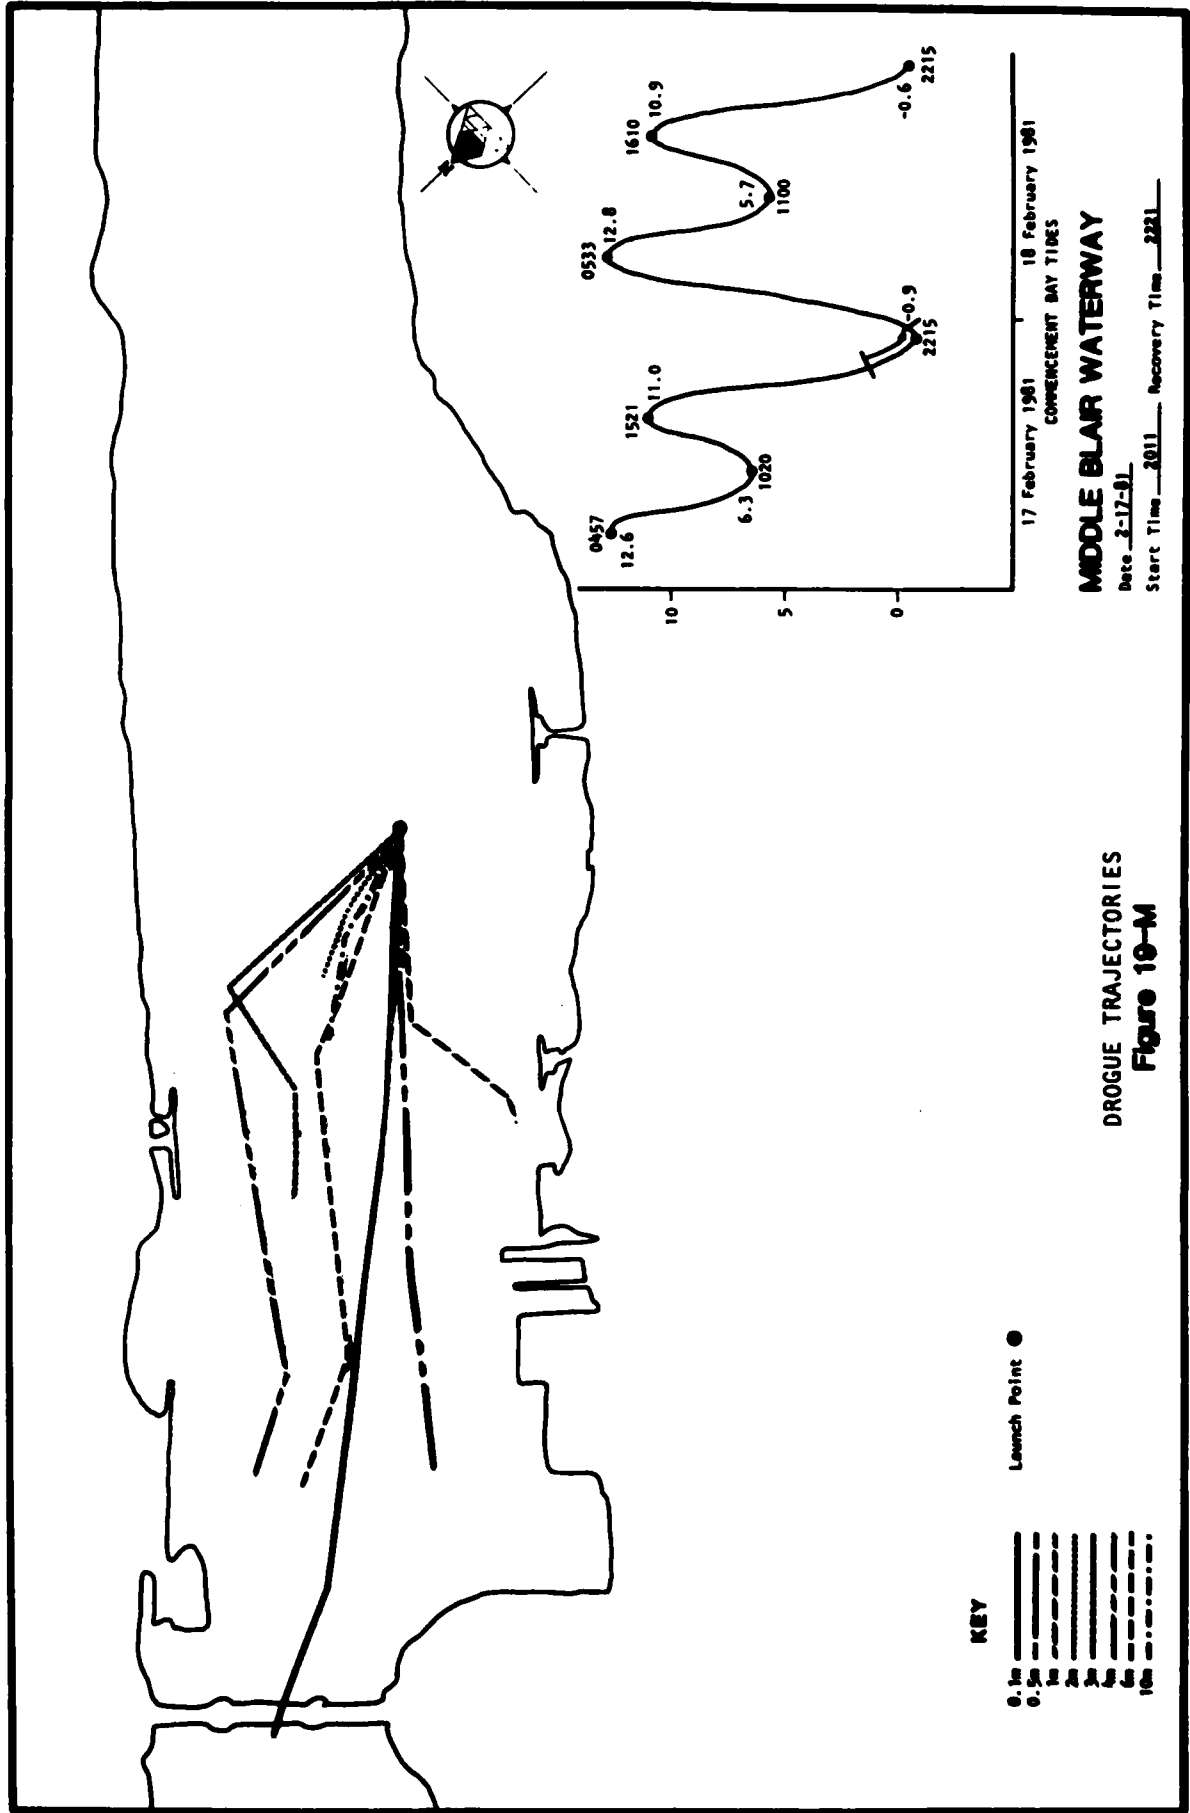 0457
12.6
6.3
1020
1521
11.0
-0.9
2215
0533
12.8
5.7
1100
1610
10.9
-0.6
2215
10
5
0
17 February 1981
18 February 1981
COMMENCEMENT BAY TIDES
MIDDLE BLAIR WATERWAY
Date 2-17-81
Start Time 2011 Recovery Time 2221
KEY
0.1m
0.5m
1m
2m
3m
4m
6m
10m
Launch Point
DROGUE TRAJECTORIES
Figure 19-M